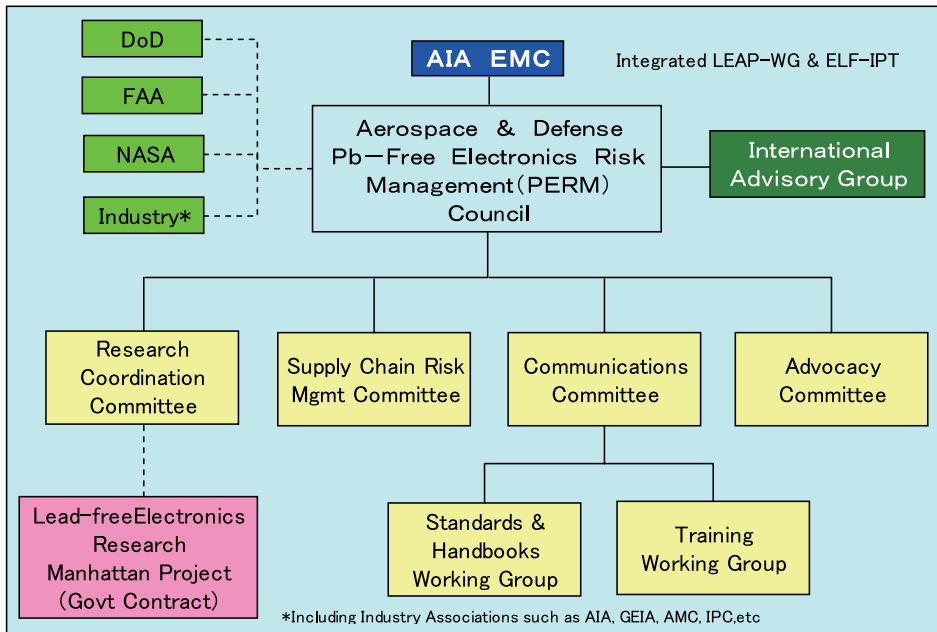 DoD
FAA
NASA
Industry*
AIA EMC
Integrated LEAP-WG & ELF-IPT
Aerospace & Defense
Pb-Free Electronics Risk
Management(PERM)
Council
International
Advisory Group
Research
Coordination
Committee
Supply Chain Risk
Mgmt Committee
Communications
Committee
Advocacy
Committee
Lead-freeElectronics
Research
Manhattan Project
(Govt Contract)
Standards &
Handbooks
Working Group
Training
Working Group
*Including Industry Associations such as AIA, GEIA, AMC, IPC,etc